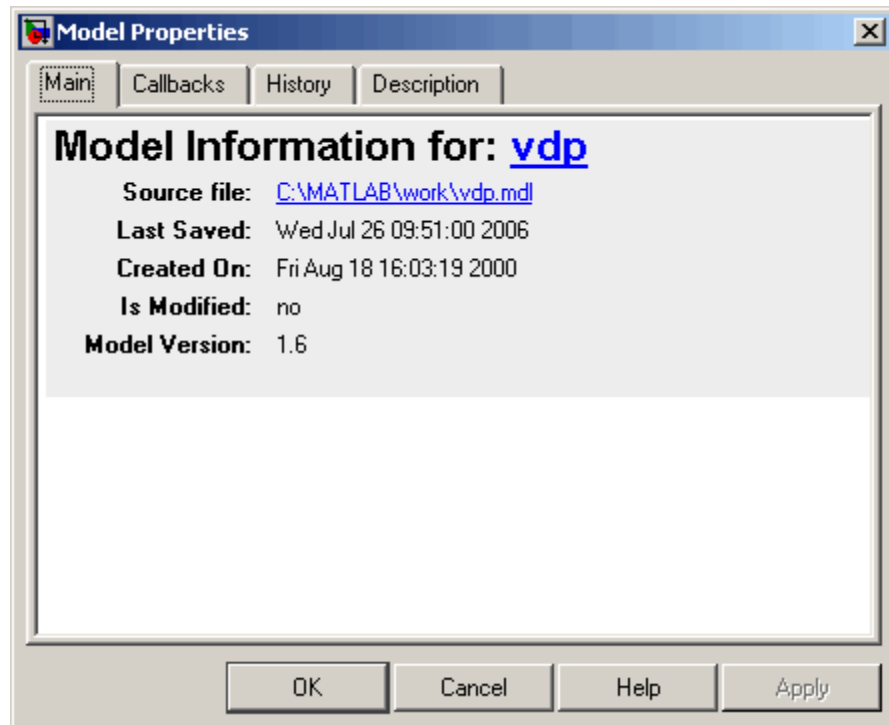 Model Properties
Main Callbacks History Description
Model Information for: vdp
Source file: C:\MATLAB\work\vdp.mdl
Last Saved: Wed Jul 26 09:51:00 2006
Created On: Fri Aug 18 16:03:19 2000
Is Modified: no
Model Version: 1.6
OK Cancel Help Apply